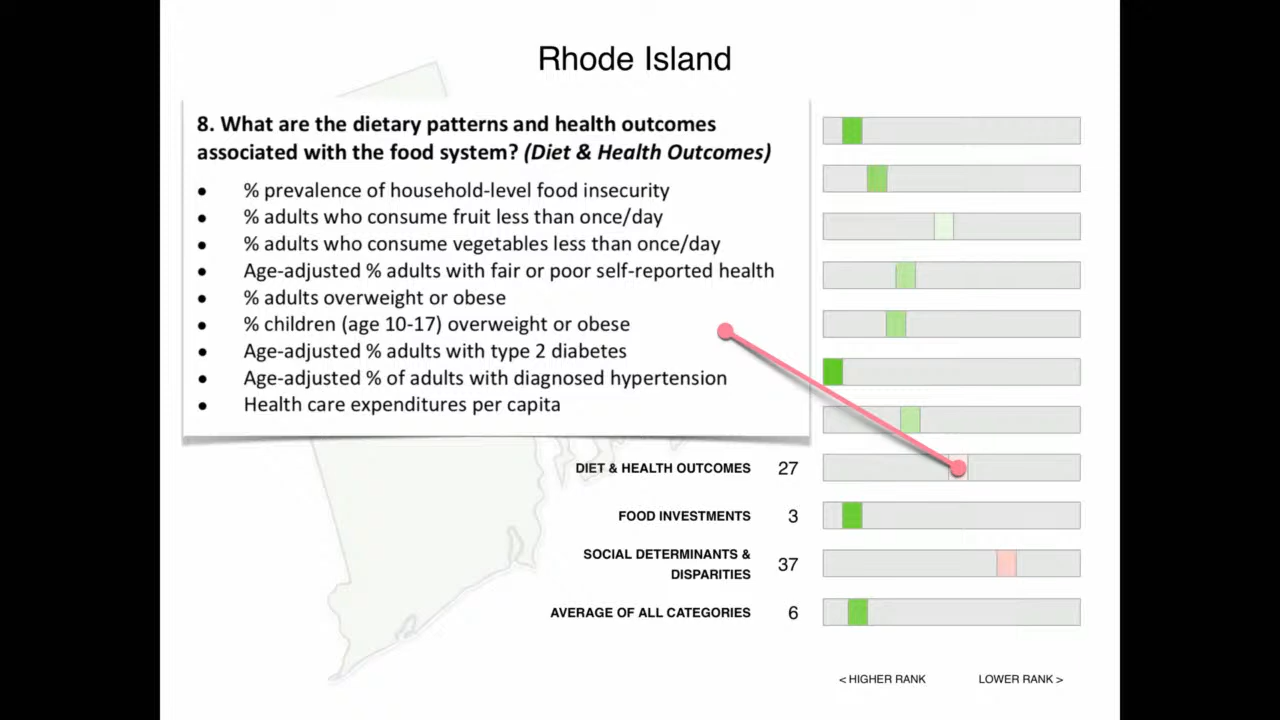 Rhode Island
8. What are the dietary patterns and health outcomes
associated with the food system? (Diet & Health Outcomes)
• % prevalence of household-level food insecurity
• % adults who consume fruit less than once/day
• % adults who consume vegetables less than once/day
• Age-adjusted % adults with fair or poor self-reported health
• % adults overweight or obese
• % children (age 10-17) overweight or obese
• Age-adjusted % adults with type 2 diabetes
• Age-adjusted % of adults with diagnosed hypertension
• Health care expenditures per capita
DIET & HEALTH OUTCOMES 27
FOOD INVESTMENTS 3
SOCIAL DETERMINANTS &
DISPARITIES 37
AVERAGE OF ALL CATEGORIES 6
< HIGHER RANK LOWER RANK >